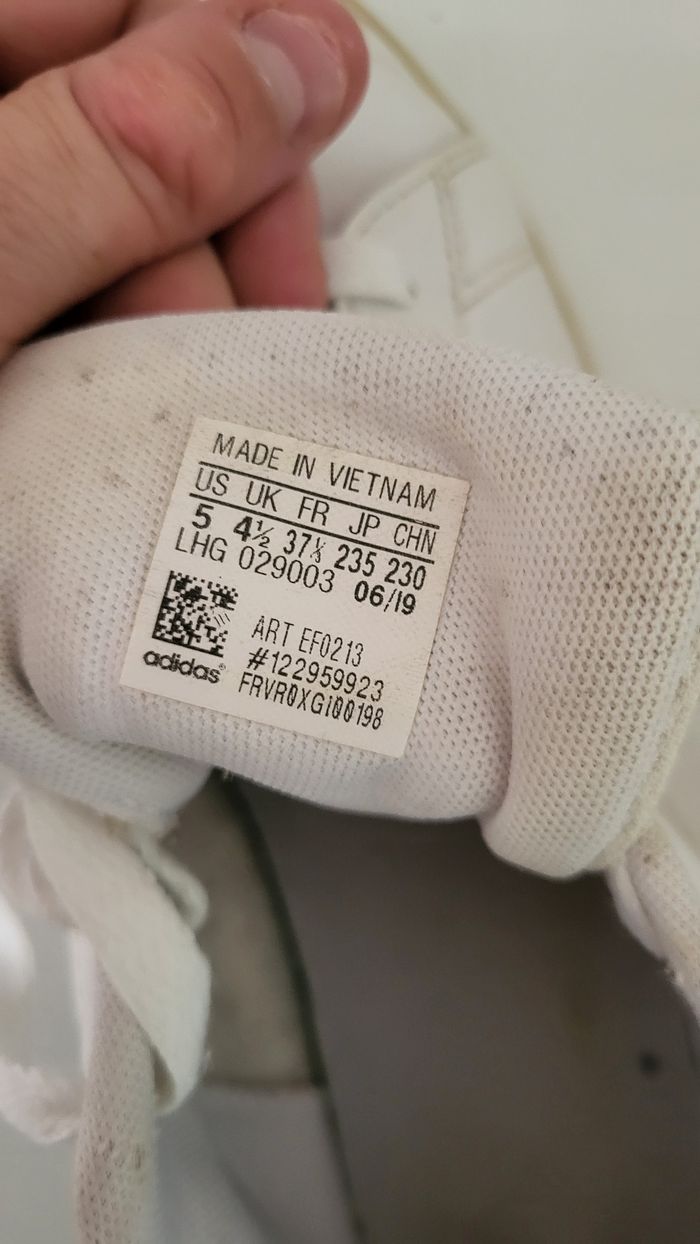 MADE IN VIETNAM
US UK FR JP CHN
5 4½ 37⅓ 235 230
LHG 029003 06/19
ART EF0213
#122959923
FRVR0XGI00198
adidas®